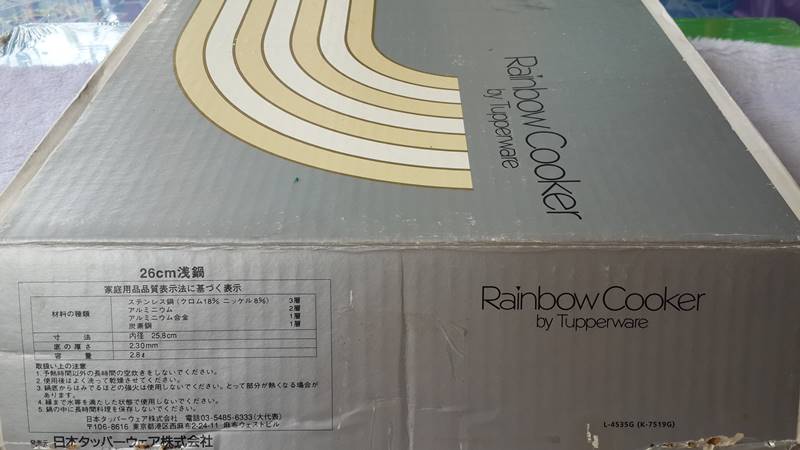 Rainbow Cooker
by Tupperware
26cm浅鍋
家庭用品品質表示法に基づく表示
材料の種類 ステンレス鋼（クロム18% ニッケル8%） 3層
アルミニウム 2層
アルミニウム合金 1層
炭素鋼 1層
寸法 内径 25.8cm
底の厚さ 2.30mm
容量 2.8ℓ
取扱い上の注意
1.予熱時間以外の長時間の空炊きをしないでください。
2.使用後はよく洗って乾燥させてください。
3.鍋底からはみでるほどの強火は使用しないでください。とって部分が熱くなる場合が
あります。
4.縁まで水等を満たした状態で使用しないでください。
5.鍋の中に長時間料理を保存しないでください。
日本タッパーウェア株式会社 電話03-5485-6333(大代表)
〒106-8616 東京都港区西麻布2-24-11 麻布ウェストビル
発売元 日本タッパーウェア株式会社
Rainbow Cooker
by Tupperware
L-4535G (K-7519G)